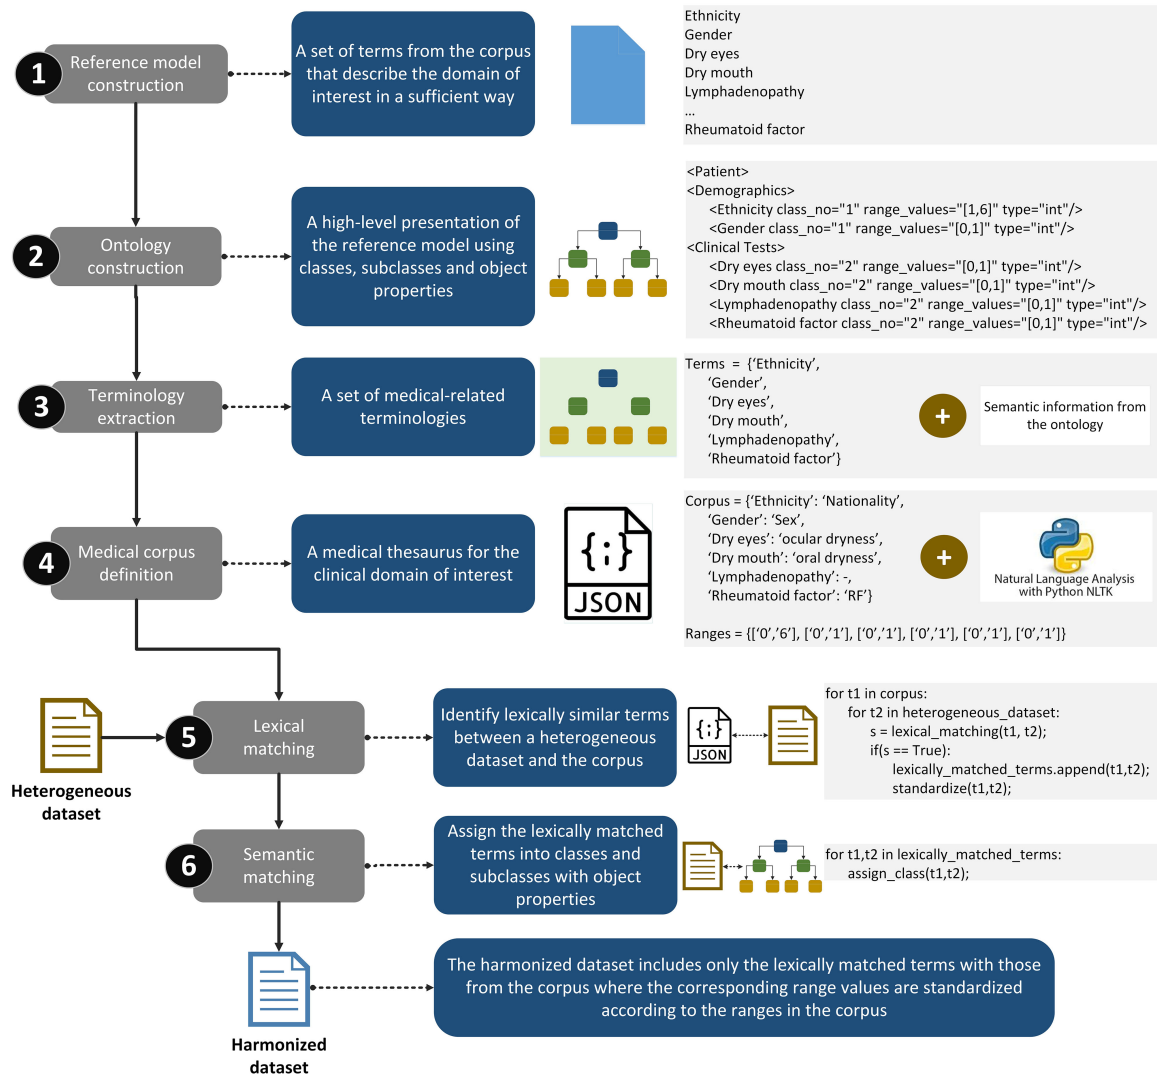 1
Reference model
construction
A set of terms from the corpus
that describe the domain of
interest in a sufficient way
Ethnicity
Gender
Dry eyes
Dry mouth
Lymphadenopathy
...
Rheumatoid factor
2
Ontology
construction
A high-level presentation of
the reference model using
classes, subclasses and object
properties
<Patient>
<Demographics>
<Ethnicity class_no="1" range_values="[1,6]" type="int"/>
<Gender class_no="1" range_values="[0,1]" type="int"/>
<Clinical Tests>
<Dry eyes class_no="2" range_values="[0,1]" type="int"/>
<Dry mouth class_no="2" range_values="[0,1]" type="int"/>
<Lymphadenopathy class_no="2" range_values="[0,1]" type="int"/>
<Rheumatoid factor class_no="2" range_values="[0,1]" type="int"/>
3
Terminology
extraction
A set of medical-related
terminologies
Terms = {‘Ethnicity’,
‘Gender’,
‘Dry eyes’,
‘Dry mouth’,
‘Lymphadenopathy’,
‘Rheumatoid factor’}
+
Semantic information from
the ontology
4
Medical corpus
definition
A medical thesaurus for the
clinical domain of interest
{;}
JSON
Corpus = {‘Ethnicity’: ‘Nationality’,
‘Gender’: ‘Sex’,
‘Dry eyes’: ‘ocular dryness’,
‘Dry mouth’: ‘oral dryness’,
‘Lymphadenopathy’: -,
‘Rheumatoid factor’: ‘RF’}
+
Natural Language Analysis
with Python NLTK
Ranges = {[‘0’,’6’], [‘0’,’1’], [‘0’,’1’], [‘0’,’1’], [‘0’,’1’], [‘0’,’1’]}
Heterogeneous
dataset
5
Lexical
matching
Identify lexically similar terms
between a heterogeneous
dataset and the corpus
{;}
JSON
for t1 in corpus:
for t2 in heterogeneous_dataset:
s = lexical_matching(t1, t2);
if(s == True):
lexically_matched_terms.append(t1,t2);
standardize(t1,t2);
6
Semantic
matching
Assign the lexically matched
terms into classes and
subclasses with object
properties
for t1,t2 in lexically_matched_terms:
assign_class(t1,t2);
Harmonized
dataset
The harmonized dataset includes only the lexically matched terms with those
from the corpus where the corresponding range values are standardized
according to the ranges in the corpus